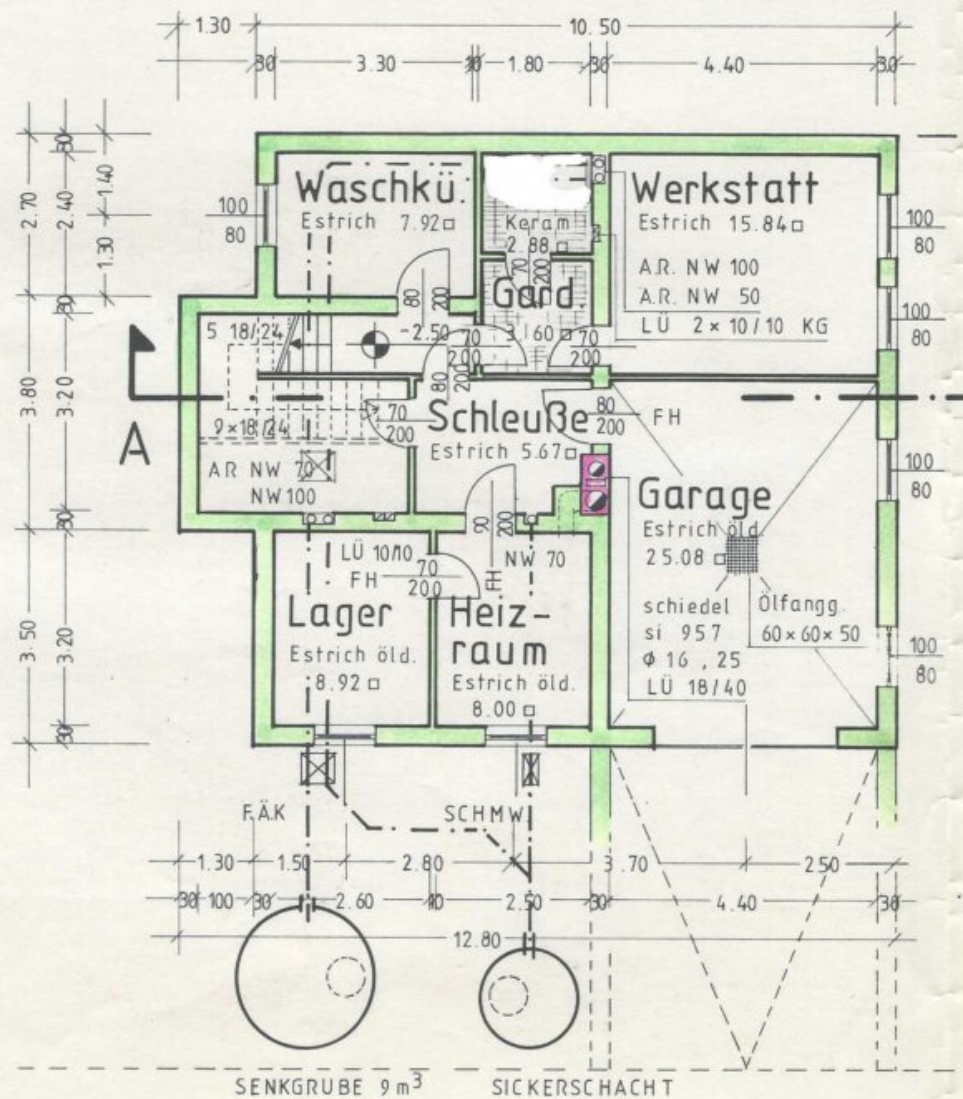 1.30 10.50
30 3.30 10 1.80 30 4.40 30
2.70 3.80 3.50
30 2.40 30 3.20 30 3.20 30
1.40 1.30
Waschkü.
Estrich 7.92□
100
80
Keram
2.88 □
70
200
Werkstatt
Estrich 15.84□
A.R. NW 100
A.R. NW 50
LÜ 2×10/10 KG
100
80
100
80
80
200
Gard.
3.60 □
70
200
70
200
5 18/24
-2.50
80
200
A
9×18/24
70
200
AR NW 70
NW 100
Schleuße
Estrich 5.67□
80
200
FH
90
200
FH
NW 70
Garage
Estrich öld.
25.08 □
100
80
schiedel
si 957
Φ 16 , 25
LÜ 18/40
Ölfangg.
60×60×50
100
80
LÜ 10/10
FH
70
200
Lager
Estrich öld.
8.92 □
Heiz-
raum
Estrich öld.
8.00 □
F.Ä.K SCHMW.
1.30 1.50 2.80 3.70 250
30 100 30 2.60 10 2.50 30 4.40 30
12.80
SENKGRUBE 9m³ SICKERSCHACHT